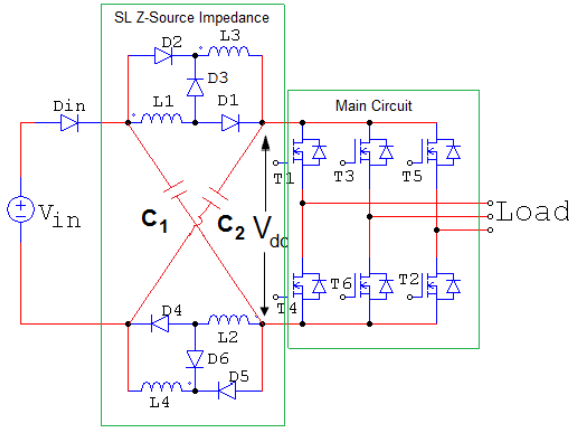 SL Z-Source Impedance
D2
L3
D3
Din
L1
D1
Main Circuit
T1
T3
T5
Vin
C1
C2
Vdc
Load
T4
T6
T2
D4
L2
D6
D5
L4